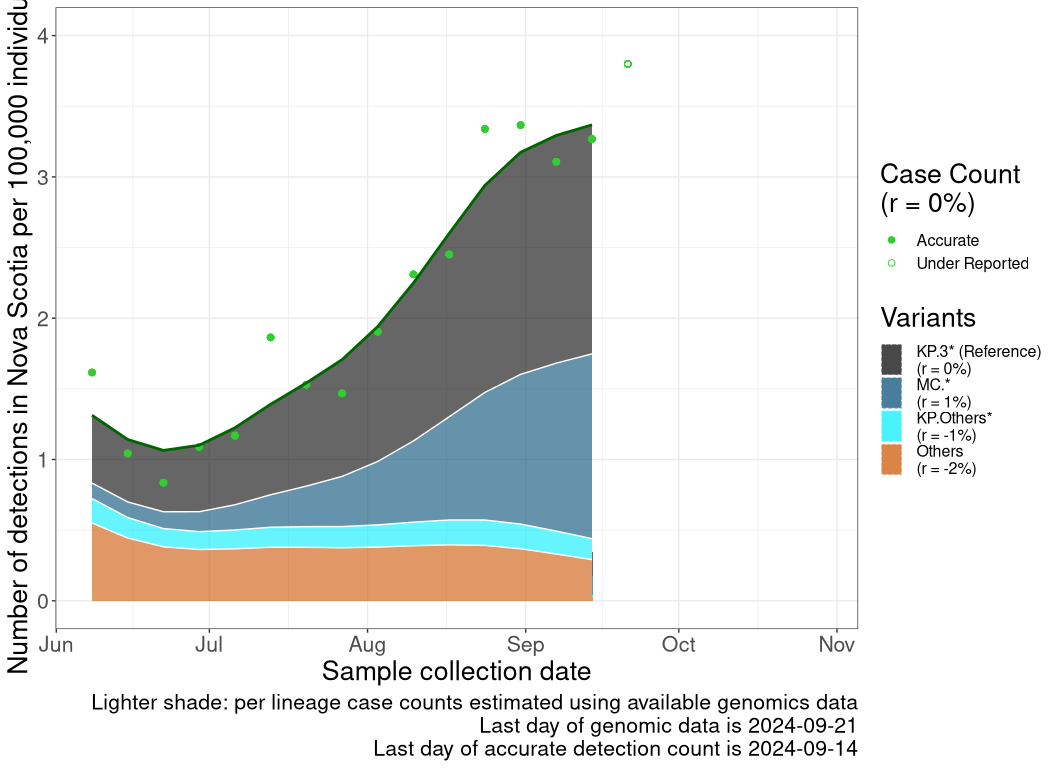 Number of detections in Nova Scotia per 100,000 individu
4
3
2
1
0
Jun
Jul
Aug
Sep
Oct
Nov
Sample collection date
Lighter shade: per lineage case counts estimated using available genomics data
Last day of genomic data is 2024-09-21
Last day of accurate detection count is 2024-09-14
Case Count
(r = 0%)
Accurate
Under Reported
Variants
KP.3* (Reference)
(r = 0%)
MC.*
(r = 1%)
KP.Others*
(r = -1%)
Others
(r = -2%)